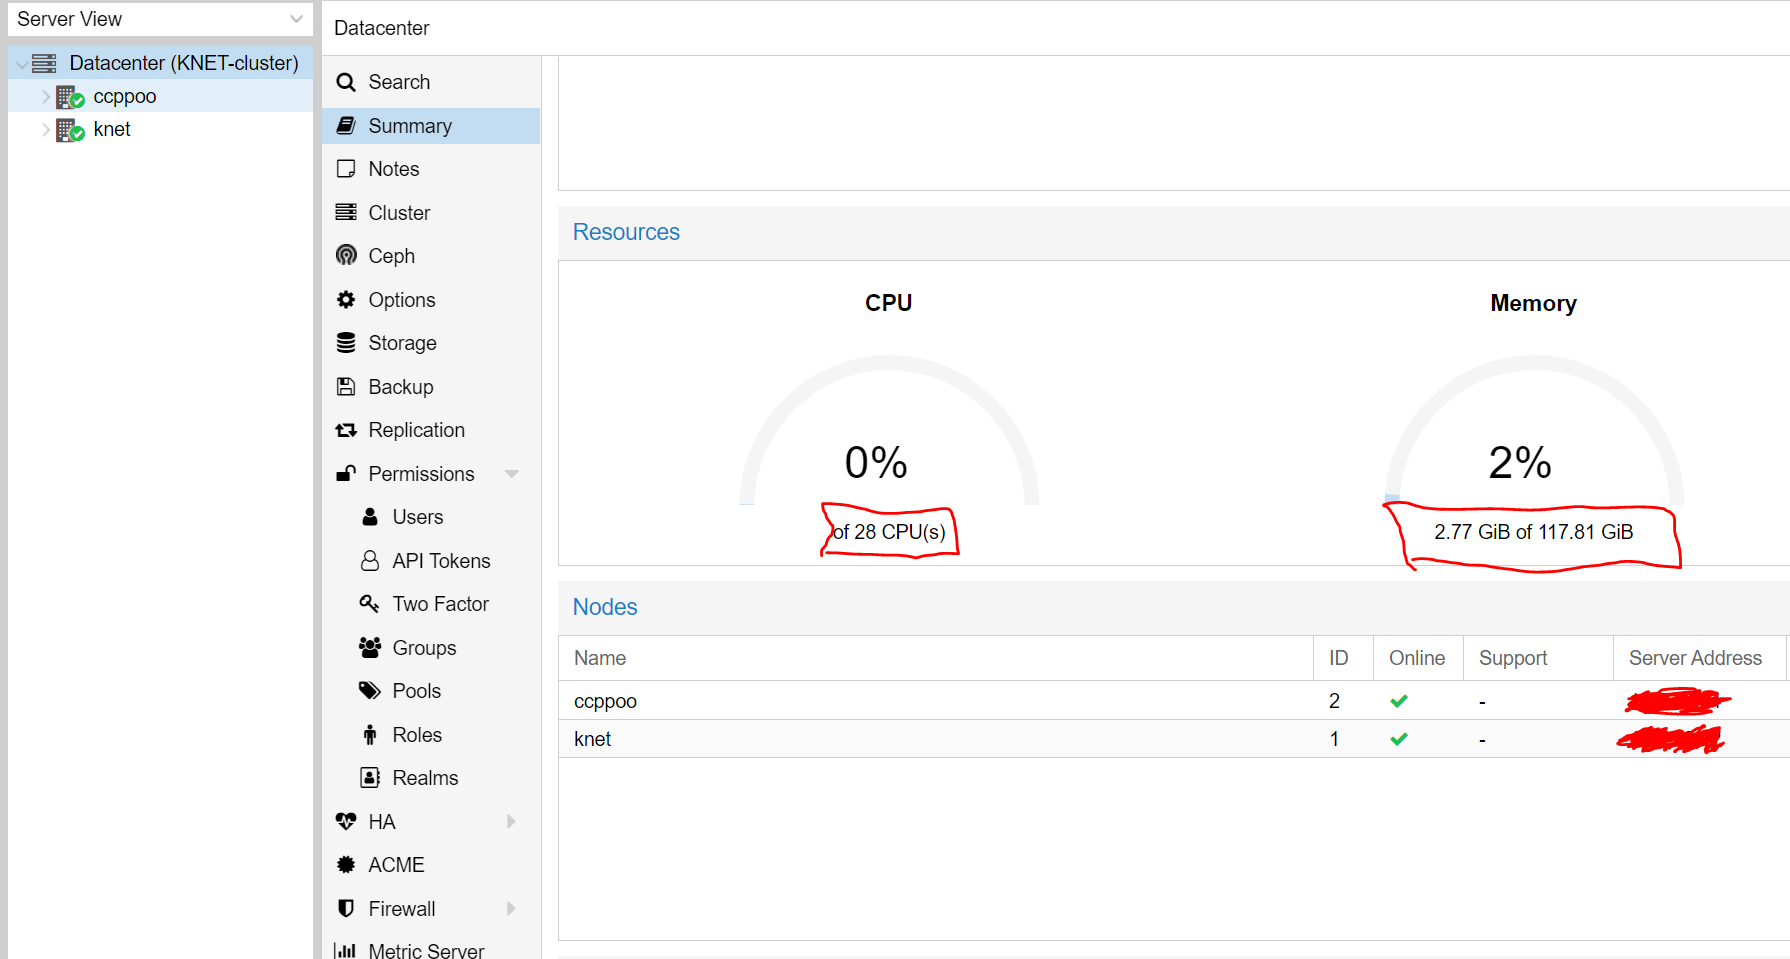 Server View
Datacenter (KNET-cluster)
ccppoo
knet
Datacenter
Search
Summary
Notes
Cluster
Ceph
Options
Storage
Backup
Replication
Permissions
Users
API Tokens
Two Factor
Groups
Pools
Roles
Realms
HA
ACME
Firewall
Metric Server
Resources
CPU
0%
of 28 CPU(s)
Memory
2%
2.77 GiB of 117.81 GiB
Nodes
Name ID Online Support Server Address
ccppoo 2 -
knet 1 -